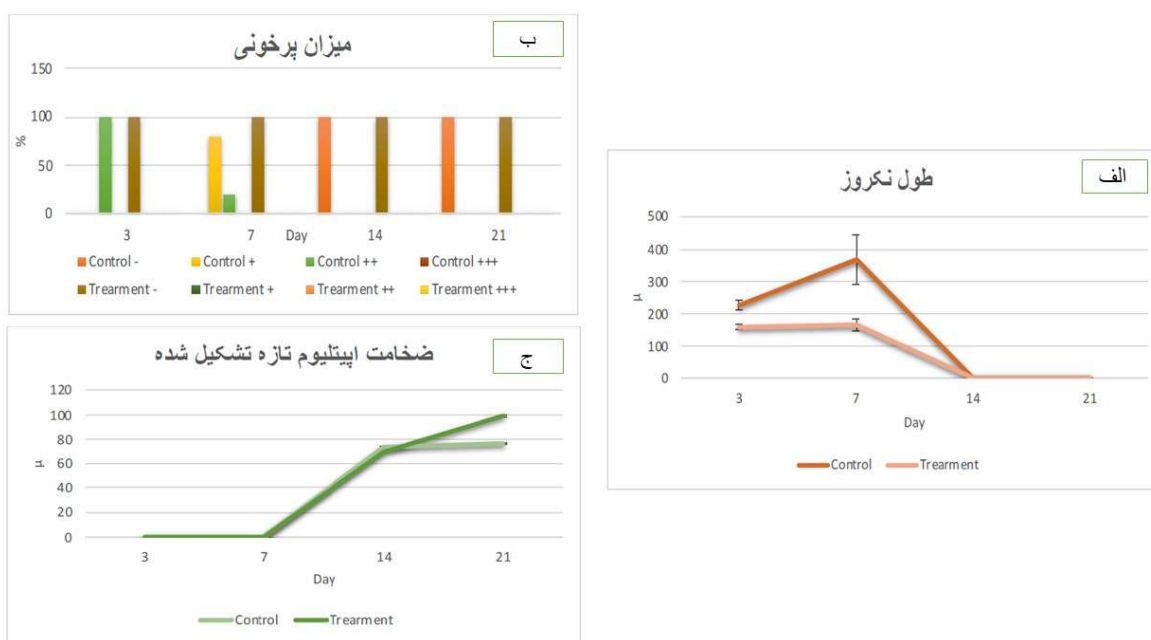 الف
طول نکروز
500
400
300
200
100
0
µ
3 7 14 21
Day
Control Trearment
ب
میزان پرخونی
150
100
50
0
%
3 7 Day 14 21
Control - Control + Control ++ Control +++
Trearment - Trearment + Trearment ++ Trearment +++
ج
ضخامت اپیتلیوم تازه تشکیل شده
120
100
80
60
40
20
0
µ
3 7 14 21
Day
Control Trearment